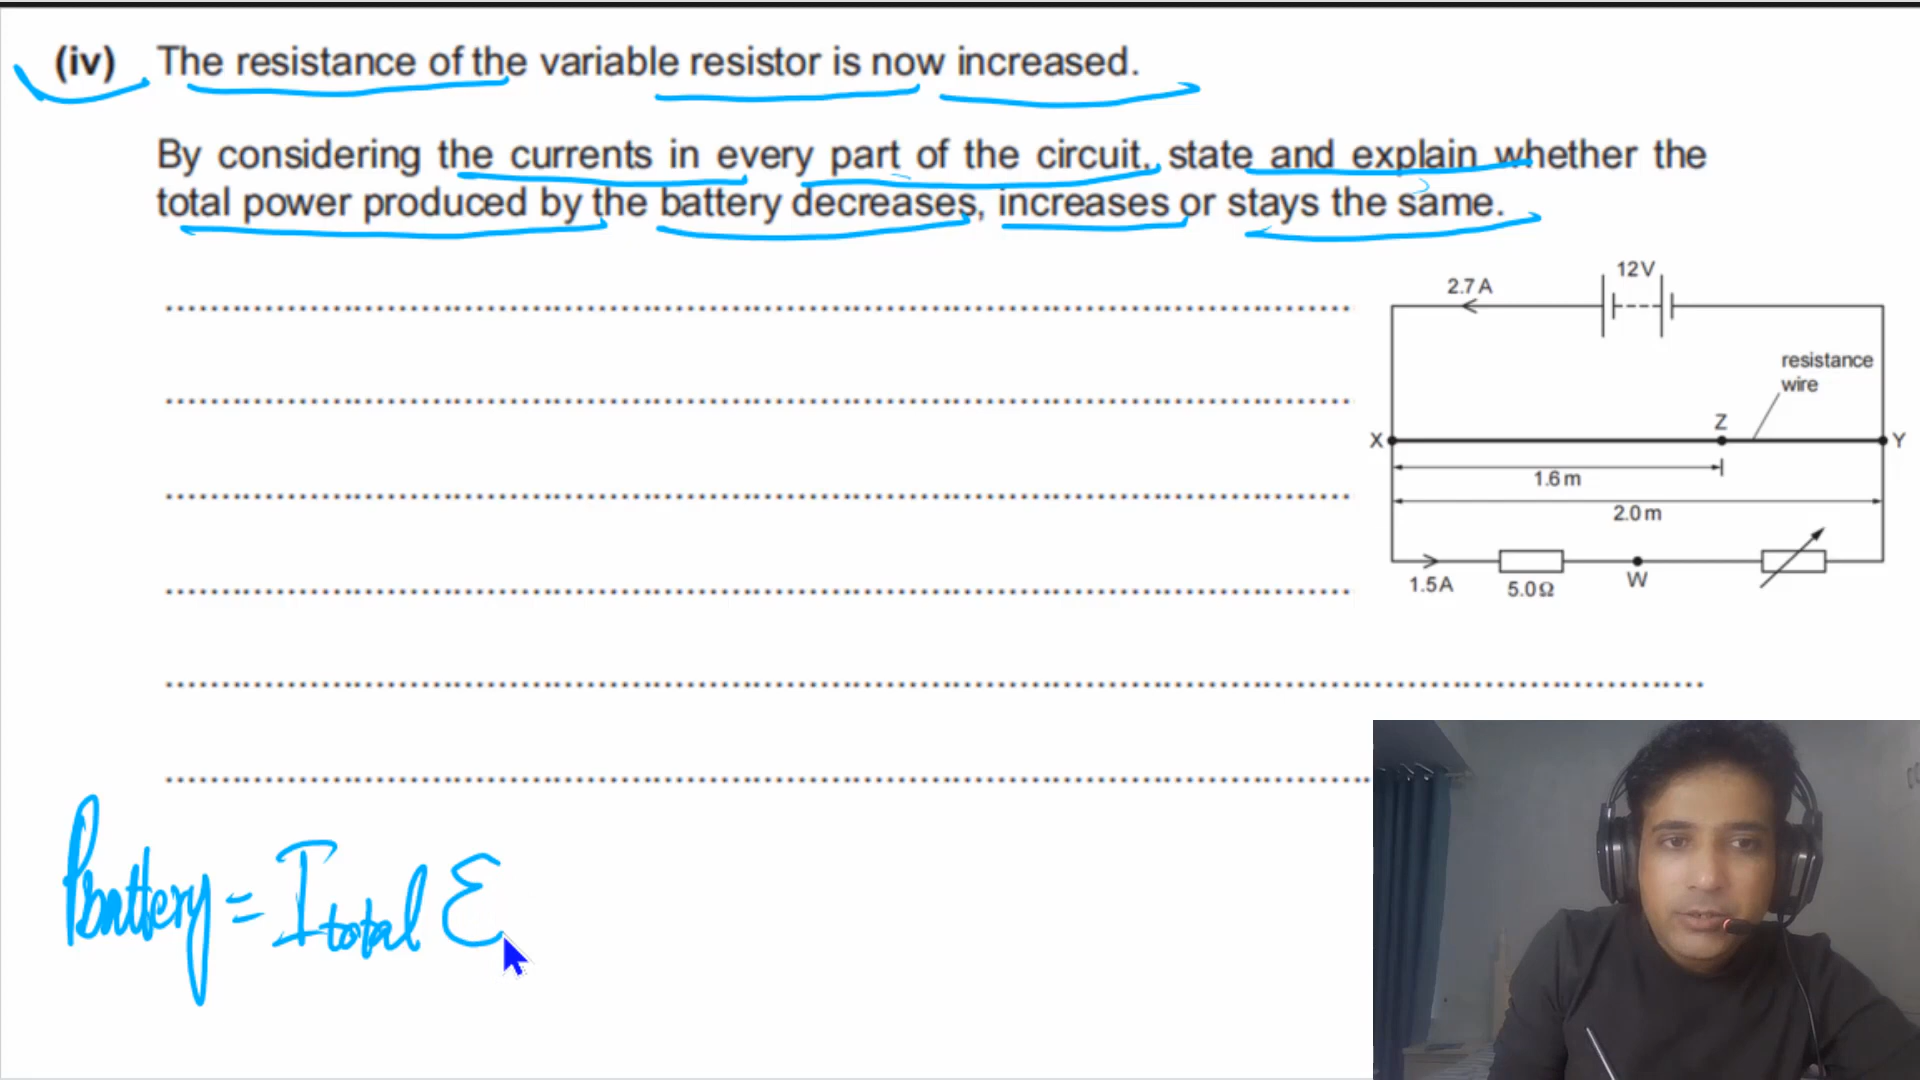 (iv) The resistance of the variable resistor is now increased.
By considering the currents in every part of the circuit, state and explain whether the
total power produced by the battery decreases, increases or stays the same.
12V
2.7A
resistance
wire
Z
X
Y
1.6m
2.0m
1.5A
5.0Ω
W
Pbattery = Itotal Ɛ